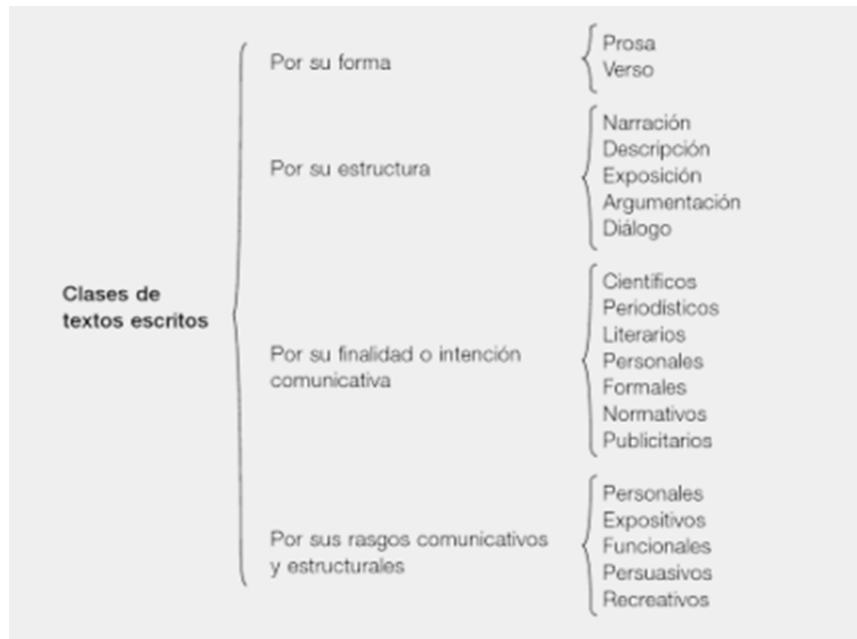 Clases de
textos escritos
Por su forma
Prosa
Verso
Por su estructura
Narración
Descripción
Exposición
Argumentación
Diálogo
Por su finalidad o intención
comunicativa
Científicos
Periodísticos
Literarios
Personales
Formales
Normativos
Publicitarios
Por sus rasgos comunicativos
y estructurales
Personales
Expositivos
Funcionales
Persuasivos
Recreativos